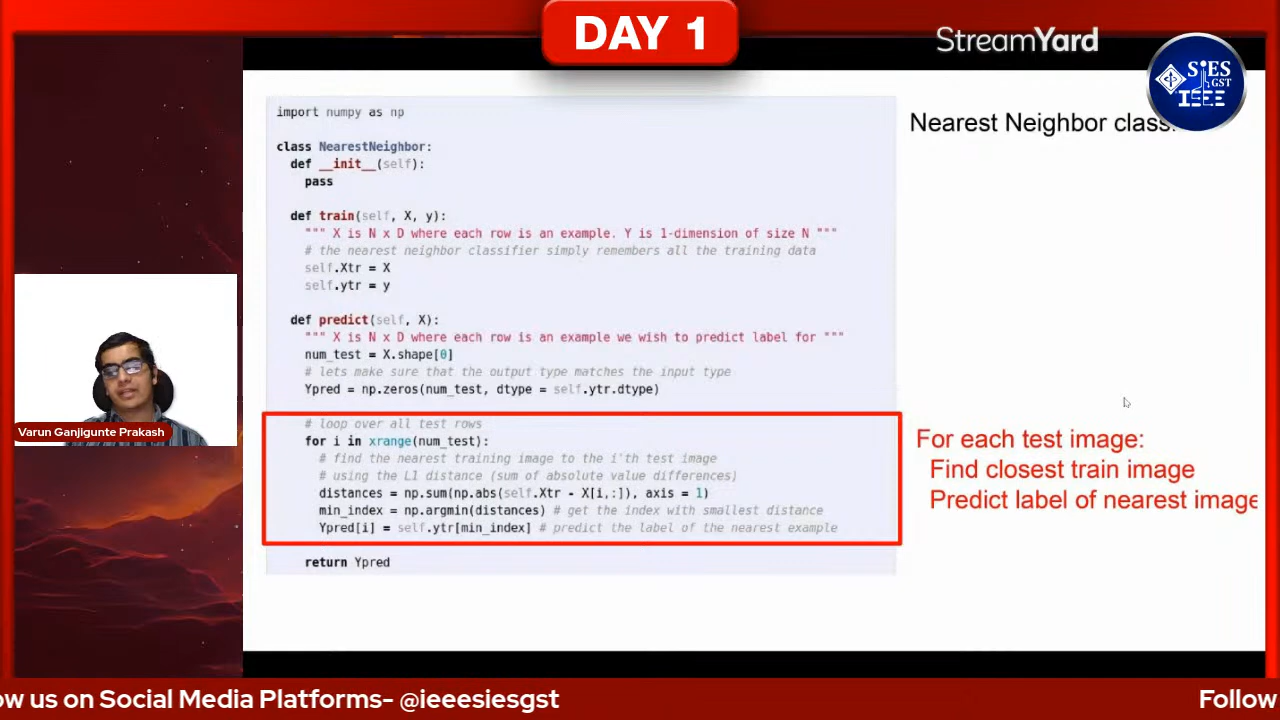 DAY 1
StreamYard
SiES
GST
IEEE
import numpy as np
Nearest Neighbor
class NearestNeighbor:
def __init__(self):
pass
def train(self, X, y):
""" X is N x D where each row is an example. Y is 1-dimension of size N """
# the nearest neighbor classifier simply remembers all the training data
self.Xtr = X
self.ytr = y
def predict(self, X):
""" X is N x D where each row is an example we wish to predict label for """
num_test = X.shape[0]
# lets make sure that the output type matches the input type
Ypred = np.zeros(num_test, dtype = self.ytr.dtype)
# loop over all test rows
for i in xrange(num_test):
# find the nearest training image to the i'th test image
# using the L1 distance (sum of absolute value differences)
distances = np.sum(np.abs(self.Xtr - X[i,:]), axis = 1)
min_index = np.argmin(distances) # get the index with smallest distance
Ypred[i] = self.ytr[min_index] # predict the label of the nearest example
return Ypred
For each test image:
Find closest train image
Predict label of nearest image
Varun Ganjigunte Prakash
ow us on Social Media Platforms- @ieeesiesgst
Follow